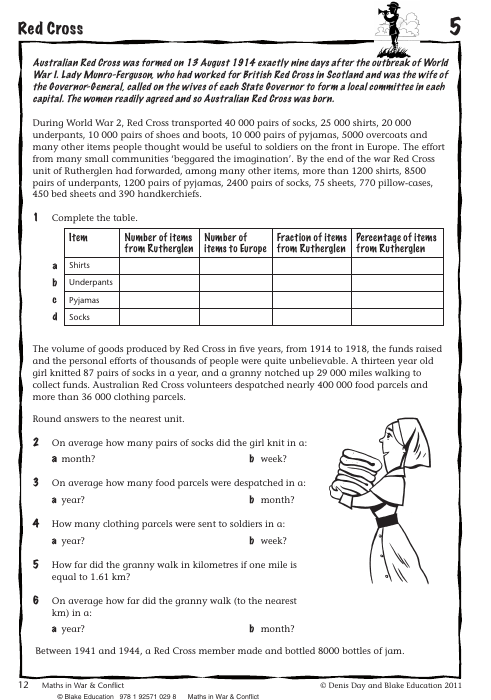 Red Cross
5
Australian Red Cross was formed on 13 August 1914 exactly nine days after the outbreak of World
War I. Lady Munro-Ferguson, who had worked for British Red Cross in Scotland and was the wife of
the Governor-General, called on the wives of each State Governor to form a local committee in each
capital. The women readily agreed and so Australian Red Cross was born.
During World War 2, Red Cross transported 40 000 pairs of socks, 25 000 shirts, 20 000
underpants, 10 000 pairs of shoes and boots, 10 000 pairs of pyjamas, 5000 overcoats and
many other items people thought would be useful to soldiers on the front in Europe. The effort
from many small communities ‘beggared the imagination’. By the end of the war Red Cross
unit of Rutherglen had forwarded, among many other items, more than 1200 shirts, 8500
pairs of underpants, 1200 pairs of pyjamas, 2400 pairs of socks, 75 sheets, 770 pillow-cases,
450 bed sheets and 390 handkerchiefs.
1 Complete the table.
Item Number of items from Rutherglen Number of items to Europe Fraction of items from Rutherglen Percentage of items from Rutherglen
a Shirts
b Underpants
c Pyjamas
d Socks
The volume of goods produced by Red Cross in five years, from 1914 to 1918, the funds raised
and the personal efforts of thousands of people were quite unbelievable. A thirteen year old
girl knitted 87 pairs of socks in a year, and a granny notched up 29 000 miles walking to
collect funds. Australian Red Cross volunteers despatched nearly 400 000 food parcels and
more than 36 000 clothing parcels.
Round answers to the nearest unit.
2 On average how many pairs of socks did the girl knit in a:
a month? b week?
3 On average how many food parcels were despatched in a:
a year? b month?
4 How many clothing parcels were sent to soldiers in a:
a year? b week?
5 How far did the granny walk in kilometres if one mile is
equal to 1.61 km?
6 On average how far did the granny walk (to the nearest
km) in a:
a year? b month?
Between 1941 and 1944, a Red Cross member made and bottled 8000 bottles of jam.
12 Maths in War & Conflict © Denis Day and Blake Education 2011
© Blake Education 978 1 92571 029 8 Maths in War & Conflict